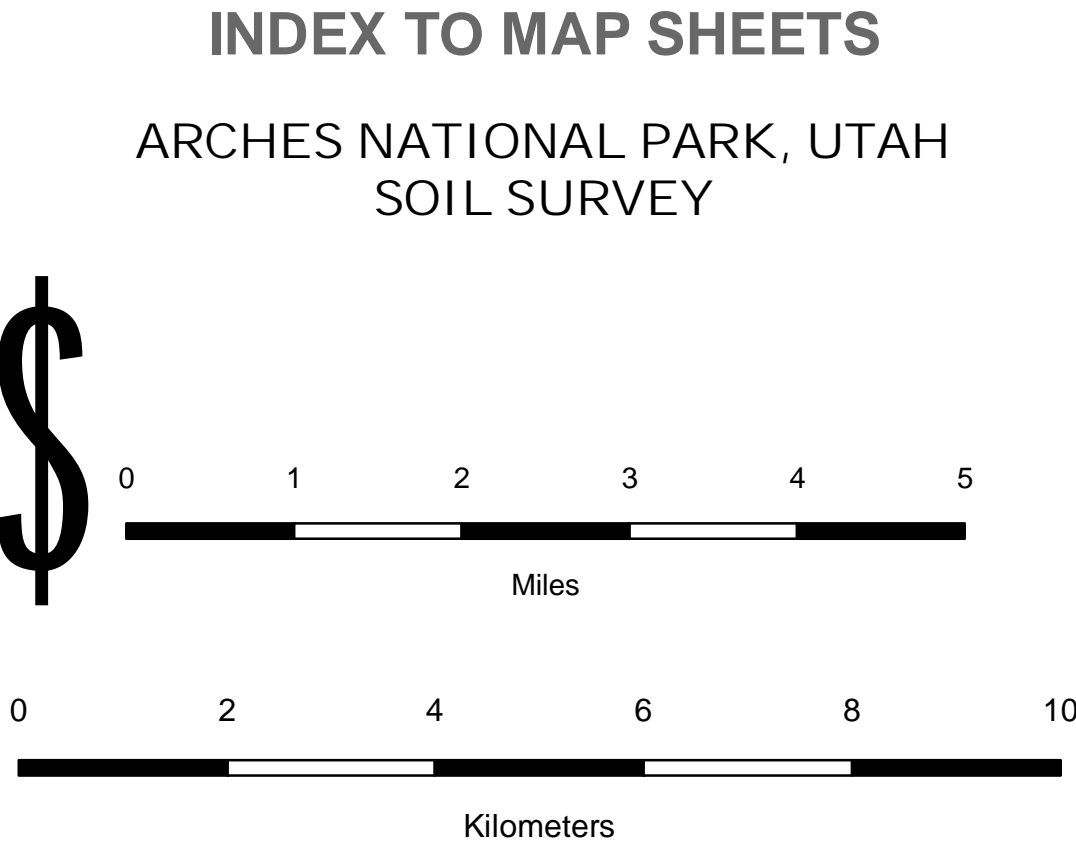 INDEX TO MAP SHEETS
ARCHES NATIONAL PARK, UTAH
SOIL SURVEY
$
0 1 2 3 4 5
Miles
0 2 4 6 8 10
Kilometers